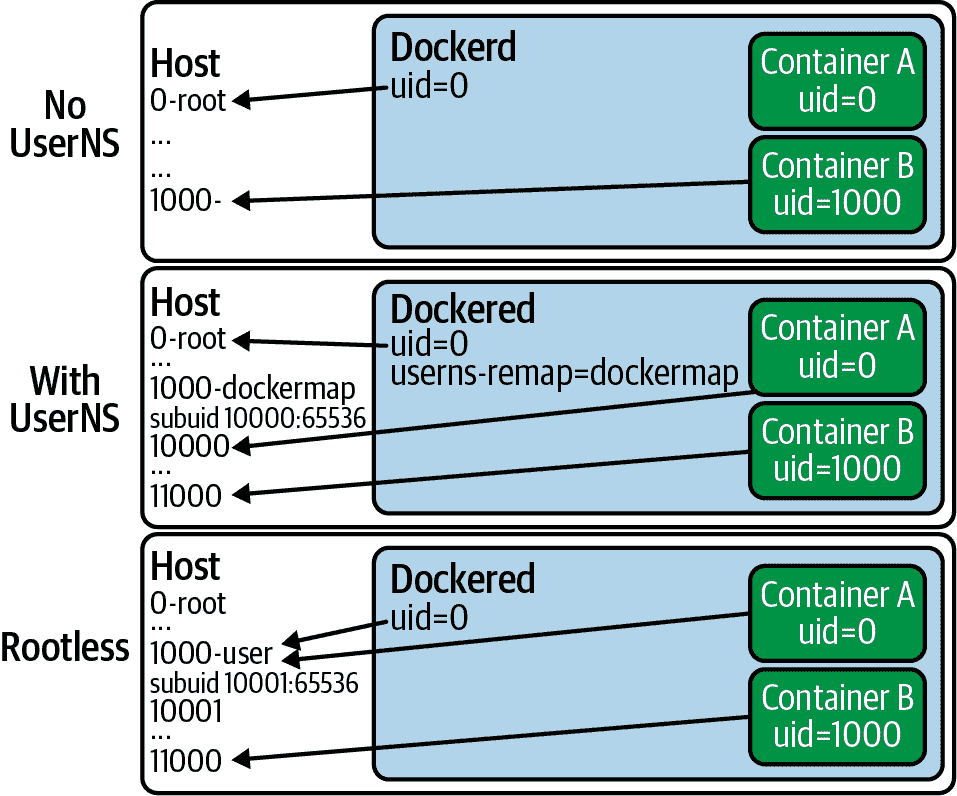 No
UserNS
Host
0-root
...
...
1000-
Dockerd
uid=0
Container A
uid=0
Container B
uid=1000
With
UserNS
Host
0-root
...
1000-dockermap
subuid 10000:65536
10000
...
11000
Dockered
uid=0
userns-remap=dockermap
Container A
uid=0
Container B
uid=1000
Rootless
Host
0-root
...
1000-user
subuid 10001:65536
10001
...
11000
Dockered
uid=0
Container A
uid=0
Container B
uid=1000